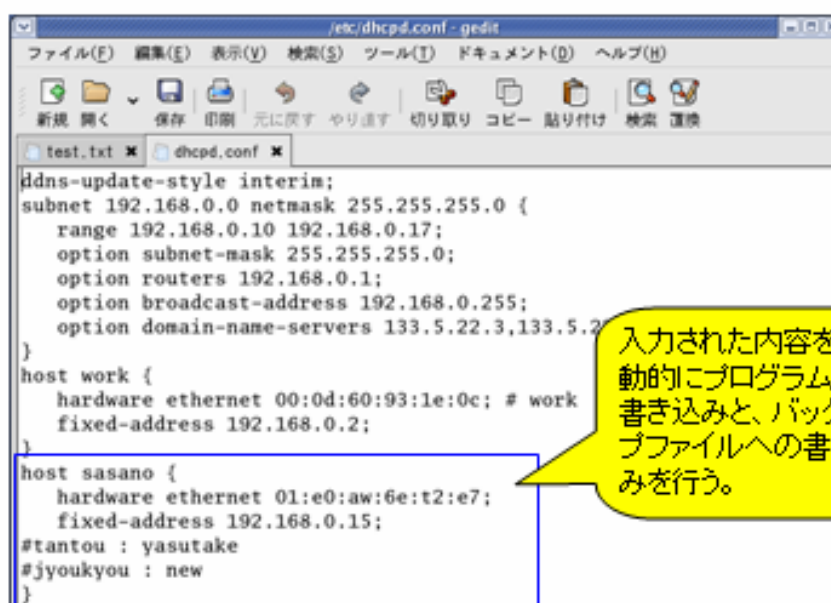 /etc/dhcpd.conf - gedit
ファイル(F) 編集(E) 表示(V) 検索(S) ツール(T) ドキュメント(D) ヘルプ(H)
新規 開く 保存 印刷 元に戻す やり直す 切り取り コピー 貼り付け 検索 置換
test.txt dhcpd.conf
ddns-update-style interim;
subnet 192.168.0.0 netmask 255.255.255.0 {
range 192.168.0.10 192.168.0.17;
option subnet-mask 255.255.255.0;
option routers 192.168.0.1;
option broadcast-address 192.168.0.255;
option domain-name-servers 133.5.22.3,133.5.2
}
host work {
hardware ethernet 00:0d:60:93:1e:0c; # work
fixed-address 192.168.0.2;
}
host sasano {
hardware ethernet 01:e0:aw:6e:t2:e7;
fixed-address 192.168.0.15;
#tantou : yasutake
#jyoukyou : new
}
入力された内容を
動的にプログラム
書き込みと、バック
プファイルへの書
みを行う。